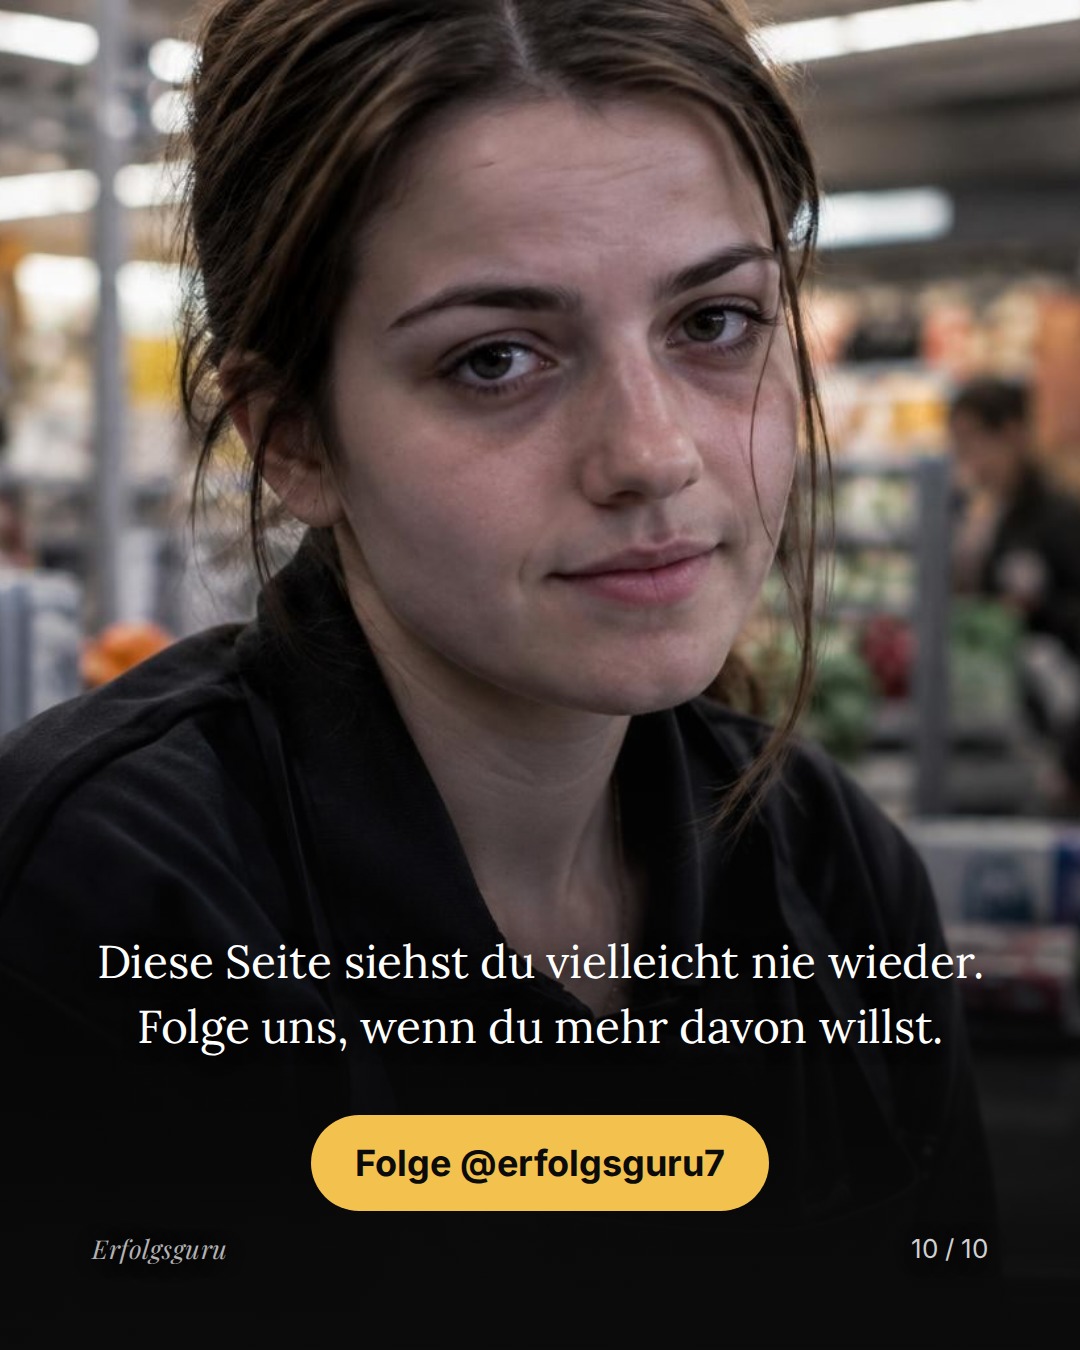 Diese Seite siehst du vielleicht nie wieder.
Folge uns, wenn du mehr davon willst.
Folge @erfolgsguru7
Erfolgsguru
10 / 10